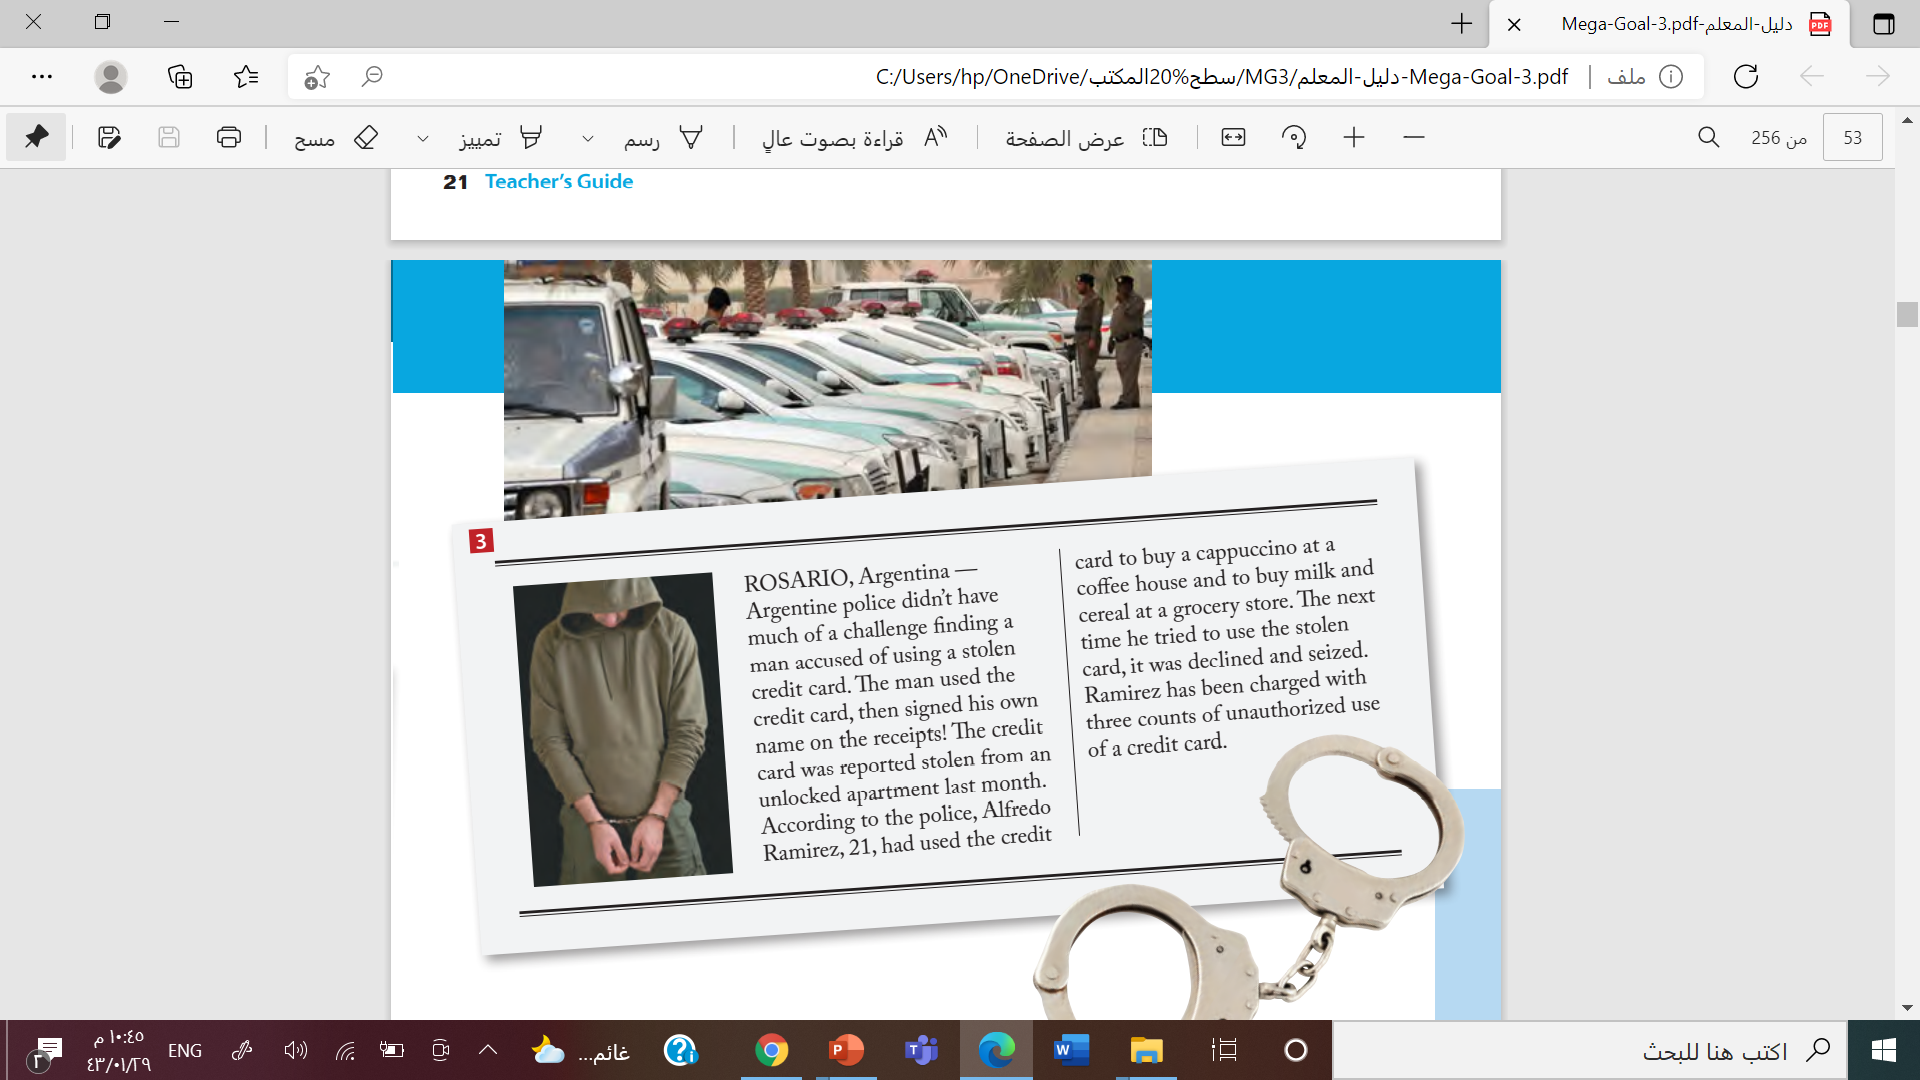 دليل-المعلم-Mega-Goal-3.pdf
C:/Users/hp/OneDrive/سطح%20المكتب/MG3/دليل-المعلم-Mega-Goal-3.pdf
ملف
53
من 256
عرض الصفحة
قراءة بصوت عالٍ
رسم
تمييز
مسح
21 Teacher's Guide
3
ROSARIO, Argentina —
Argentine police didn't have
much of a challenge finding a
man accused of using a stolen
credit card. The man used the
credit card, then signed his own
name on the receipts! The credit
card was reported stolen from an
unlocked apartment last month.
According to the police, Alfredo
Ramirez, 21, had used the credit
card to buy a cappuccino at a
coffee house and to buy milk and
cereal at a grocery store. The next
time he tried to use the stolen
card, it was declined and seized.
Ramirez has been charged with
three counts of unauthorized use
of a credit card.
اكتب هنا للبحث
غائم...
ENG
١٠:٤٥ م
٤٣/٠١/٢٩
٣